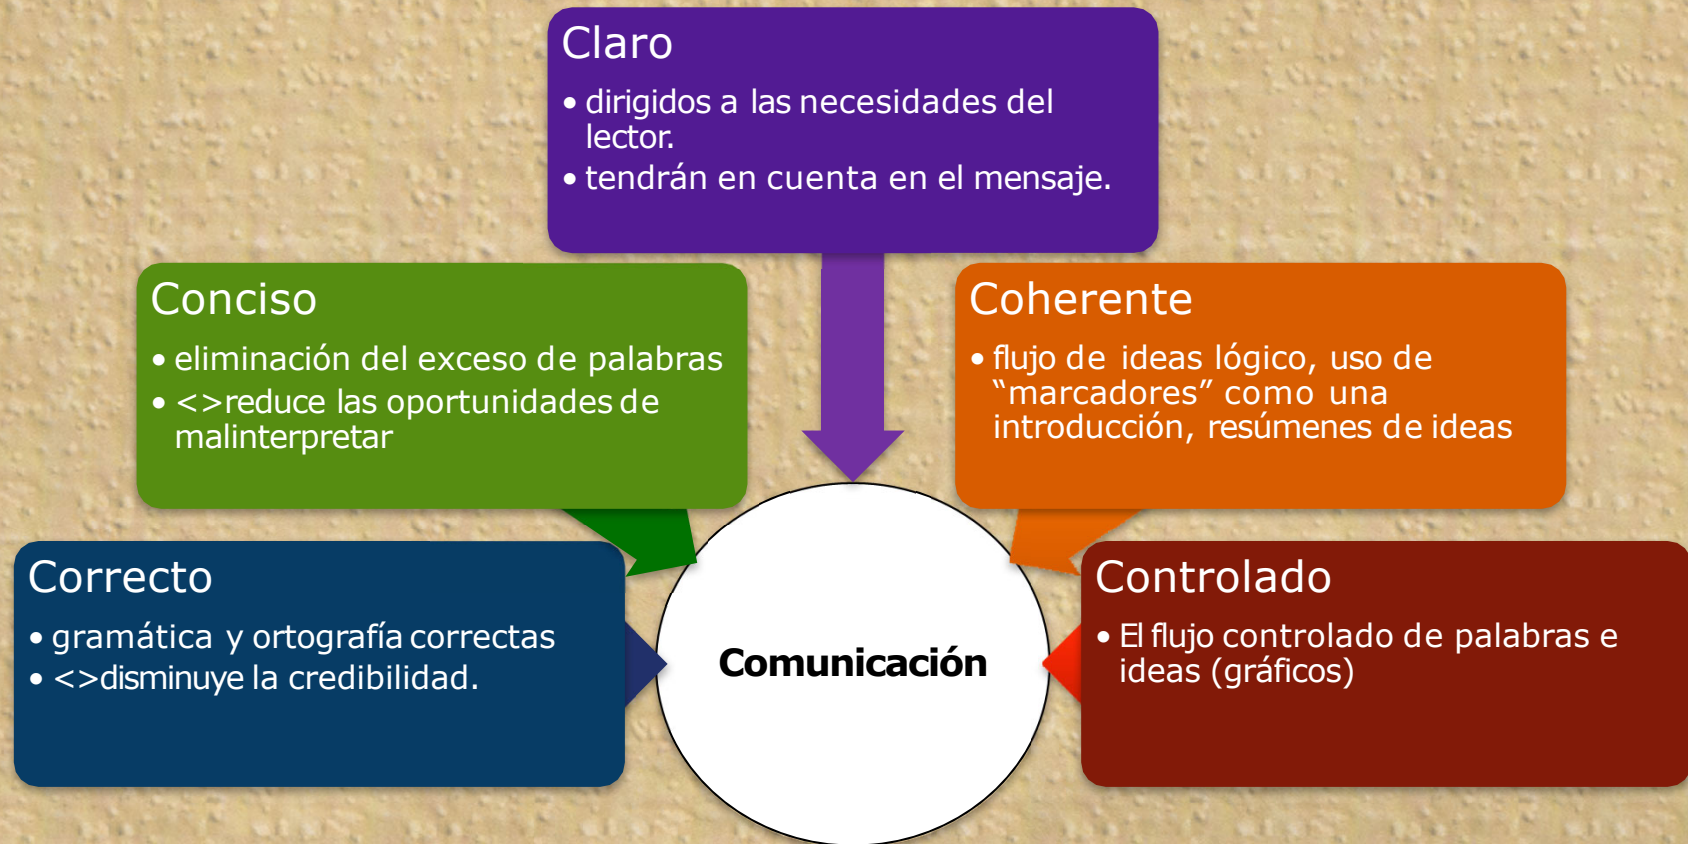 Claro
• dirigidos a las necesidades del
lector.
• tendrán en cuenta en el mensaje.
Conciso
• eliminación del exceso de palabras
• <>reduce las oportunidades de
malinterpretar
Coherente
• flujo de ideas lógico, uso de
“marcadores” como una
introducción, resúmenes de ideas
Correcto
• gramática y ortografía correctas
• <>disminuye la credibilidad.
Comunicación
Controlado
• El flujo controlado de palabras e
ideas (gráficos)